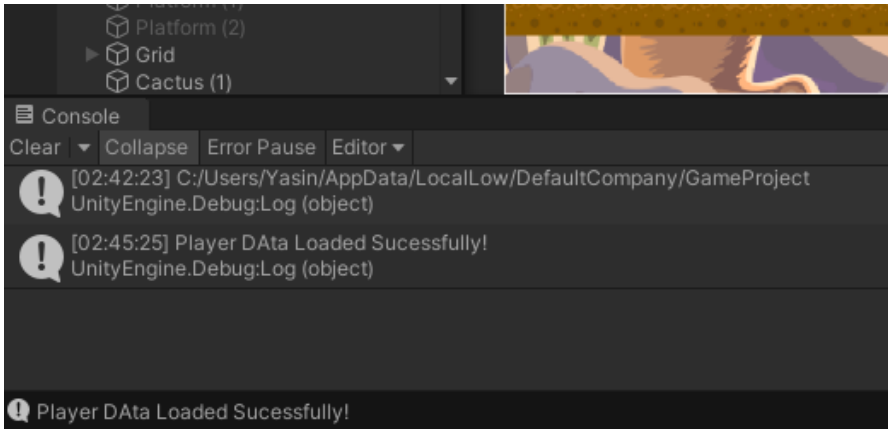 Platform (1)
Platform (2)
Grid
Cactus (1)
Console
Clear
Collapse
Error Pause
Editor
[02:42:23] C:/Users/Yasin/AppData/LocalLow/DefaultCompany/GameProject
UnityEngine.Debug:Log (object)
[02:45:25] Player DAta Loaded Sucessfully!
UnityEngine.Debug:Log (object)
Player DAta Loaded Sucessfully!